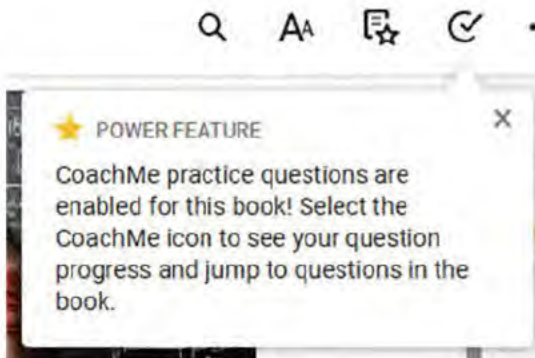 POWER FEATURE
CoachMe practice questions are
enabled for this book! Select the
CoachMe icon to see your question
progress and jump to questions in the
book.